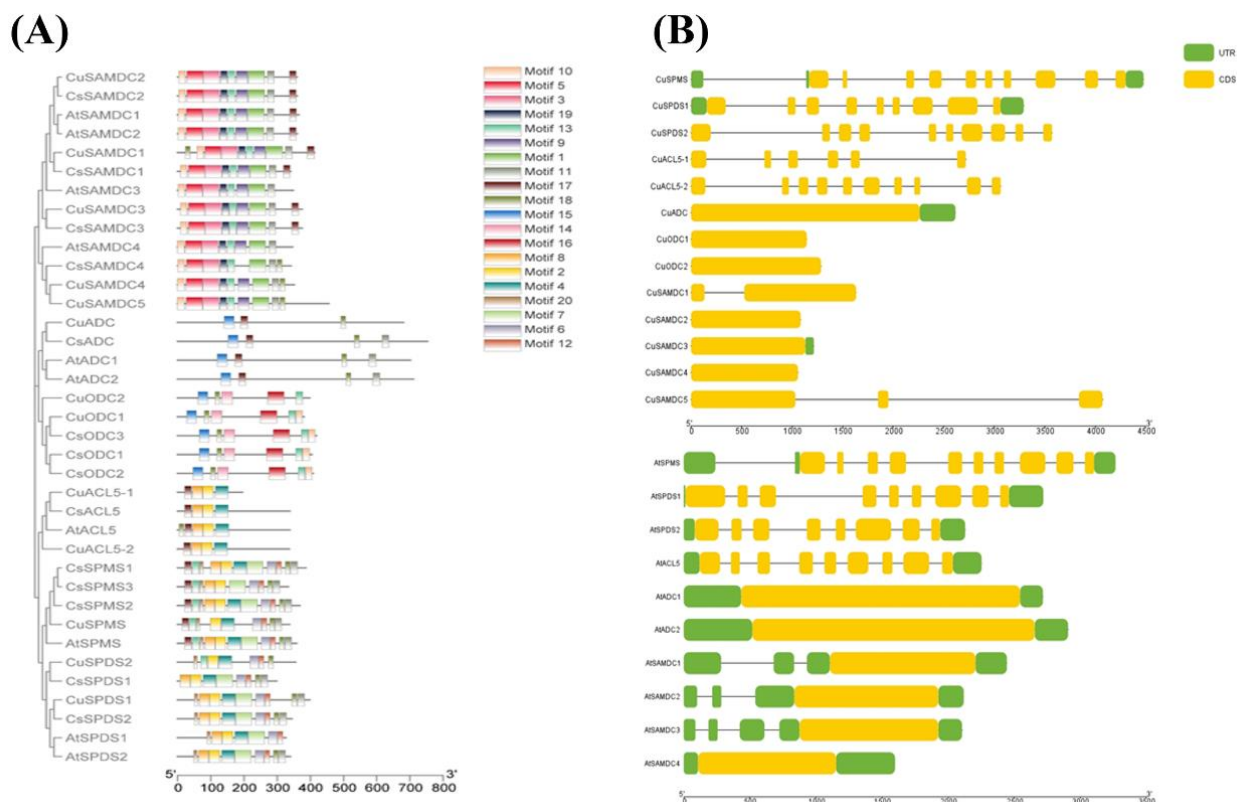 (A)
CuSAMDC2
CsSAMDC2
AtSAMDC1
AtSAMDC2
CuSAMDC1
CsSAMDC1
AtSAMDC3
CuSAMDC3
CsSAMDC3
AtSAMDC4
CsSAMDC4
CuSAMDC4
CuSAMDC5
CuADC
CsADC
AtADC1
AtADC2
CuODC2
CuODC1
CsODC3
CsODC1
CsODC2
CuACL5-1
CsACL5
AtACL5
CuACL5-2
CsSPMS1
CsSPMS3
CsSPMS2
CuSPMS
AtSPMS
CuSPDS2
CsSPDS1
CuSPDS1
CsSPDS2
AtSPDS1
AtSPDS2
5' 3'
0 100 200 300 400 500 600 700 800
Motif 10
Motif 5
Motif 3
Motif 19
Motif 13
Motif 9
Motif 1
Motif 11
Motif 17
Motif 18
Motif 15
Motif 14
Motif 16
Motif 8
Motif 2
Motif 4
Motif 20
Motif 7
Motif 6
Motif 12
(B)
UTR
CDS
CuSPMS
CuSPDS1
CuSPDS2
CuACL5-1
CuACL5-2
CuADC
CuODC1
CuODC2
CuSAMDC1
CuSAMDC2
CuSAMDC3
CuSAMDC4
CuSAMDC5
5' 3'
0 500 1000 1500 2000 2500 3000 3500 4000 4500
AtSPMS
AtSPDS1
AtSPDS2
AtACL5
AtADC1
AtADC2
AtSAMDC1
AtSAMDC2
AtSAMDC3
AtSAMDC4